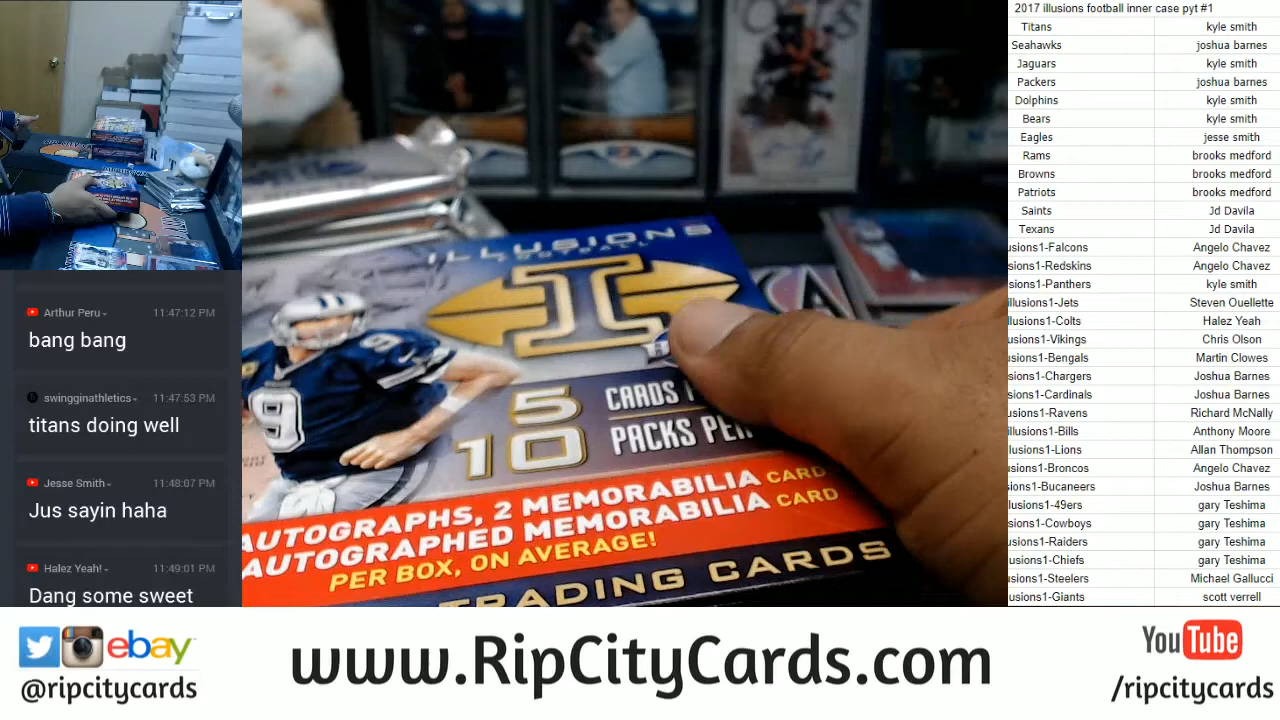 Arthur Peru
11:47:12 PM
bang bang
swingginathletics
11:47:53 PM
titans doing well
Jesse Smith
11:48:07 PM
Jus sayin haha
Halez Yeah!
11:49:01 PM
Dang some sweet
ILLUSIONS
FOOTBALL
I
9
9
5 CARDS
10 PACKS PER
AUTOGRAPHS, 2 MEMORABILIA CARD
AUTOGRAPHED MEMORABILIA CARD
PER BOX, ON AVERAGE!
TRADING CARDS
2017 illusions football inner case pyt #1
Titans kyle smith
Seahawks joshua barnes
Jaguars kyle smith
Packers joshua barnes
Dolphins kyle smith
Bears kyle smith
Eagles jesse smith
Rams brooks medford
Browns brooks medford
Patriots brooks medford
Saints Jd Davila
Texans Jd Davila
usions1-Falcons Angelo Chavez
sions1-Redskins Angelo Chavez
sions1-Panthers kyle smith
illusions1-Jets Steven Ouellette
llusions1-Colts Halez Yeah
usions1-Vikings Chris Olson
sions1-Bengals Martin Clowes
sions1-Chargers Joshua Barnes
ions1-Cardinals Joshua Barnes
usions1-Ravens Richard McNally
illusions1-Bills Anthony Moore
llusions1-Lions Allan Thompson
sions1-Broncos Angelo Chavez
ons1-Bucaneers Joshua Barnes
llusions1-49ers gary Teshima
ions1-Cowboys gary Teshima
usions1-Raiders gary Teshima
usions1-Chiefs gary Teshima
sions1-Steelers Michael Gallucci
usions1-Giants scott verrell
ebay
@ripcitycards
www.RipCityCards.com
YouTube
/ripcitycards